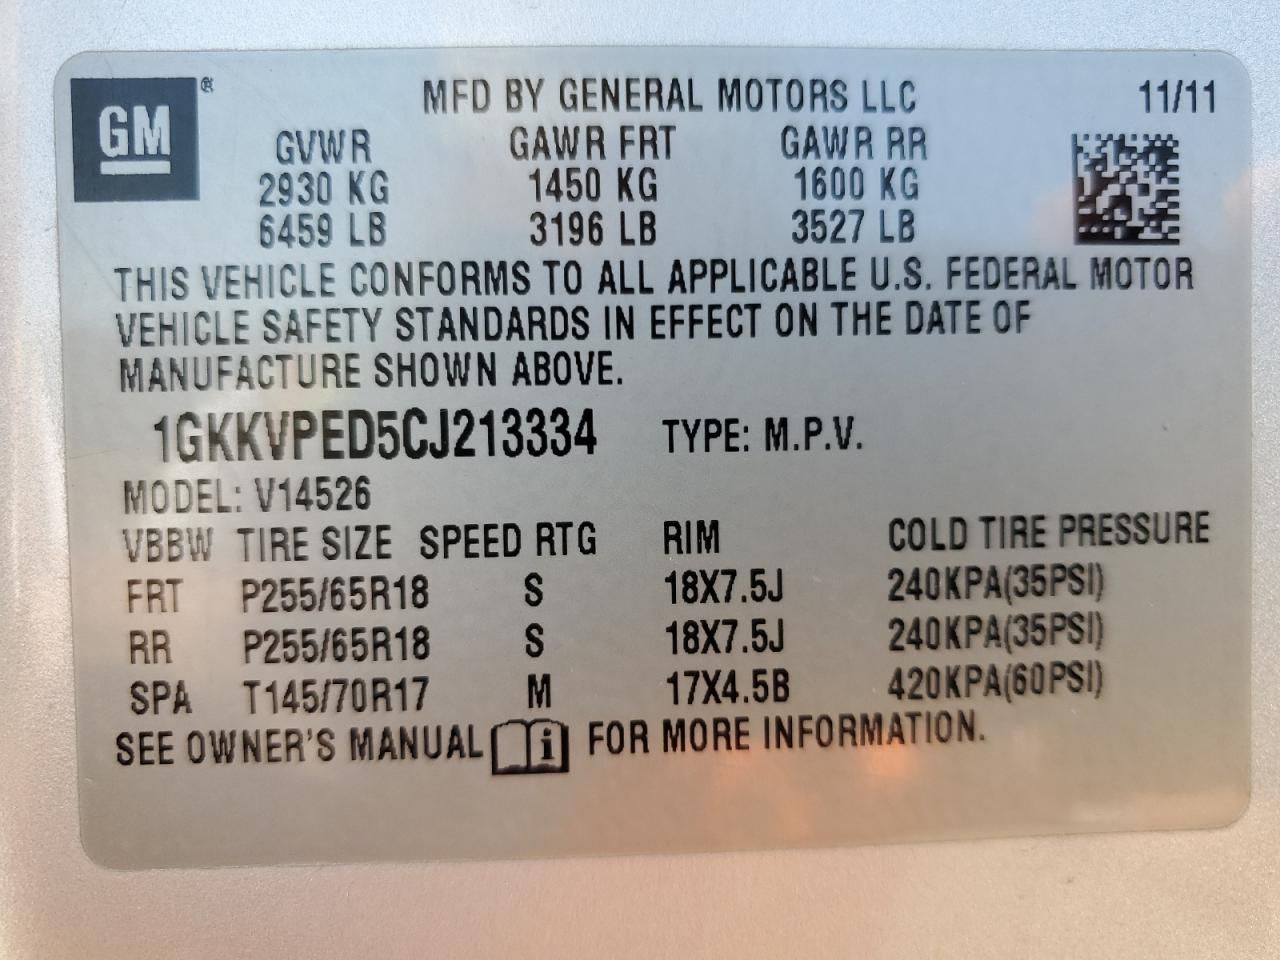 GM ® MFD BY GENERAL MOTORS LLC 11/11
GVWR GAWR FRT GAWR RR
2930 KG 1450 KG 1600 KG
6459 LB 3196 LB 3527 LB
THIS VEHICLE CONFORMS TO ALL APPLICABLE U.S. FEDERAL MOTOR
VEHICLE SAFETY STANDARDS IN EFFECT ON THE DATE OF
MANUFACTURE SHOWN ABOVE.
1GKKVPED5CJ213334 TYPE: M.P.V.
MODEL: V14526
VBBW TIRE SIZE SPEED RTG RIM COLD TIRE PRESSURE
FRT P255/65R18 S 18X7.5J 240KPA(35PSI)
RR P255/65R18 S 18X7.5J 240KPA(35PSI)
SPA T145/70R17 M 17X4.5B 420KPA(60PSI)
SEE OWNER'S MANUAL i FOR MORE INFORMATION.